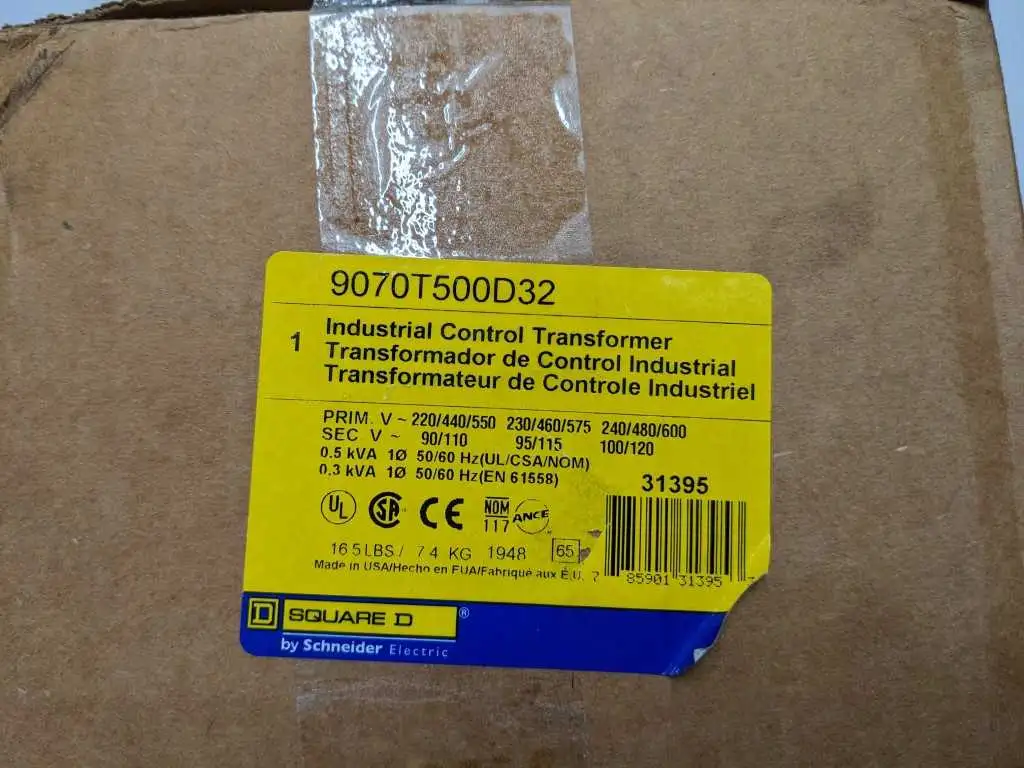 9070T500D32
1
Industrial Control Transformer
Transformador de Control Industrial
Transformateur de Controle Industriel
PRIM. V ~ 220/440/550 230/460/575 240/480/600
SEC V ~ 90/110 95/115 100/120
0.5 kVA 1Ø 50/60 Hz(UL/CSA/NOM)
0.3 kVA 1Ø 50/60 Hz(EN 61558)
31395
UL SA CE NOM 117 ANCE
16.5 LBS / 7.4 KG 1948 65
Made in USA/Hecho en EUA/Fabriqué aux É.U.
7 85901 31395
D SQUARE D ®
by Schneider Electric